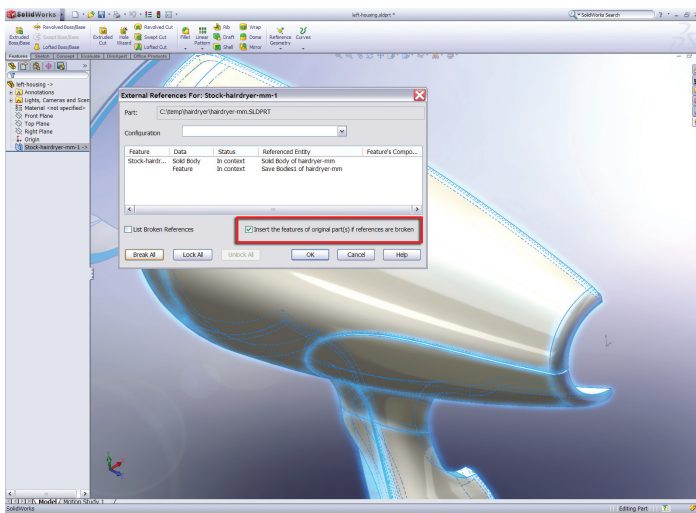 SolidWorks
left-housing.sldprt *
SolidWorks Search
Extruded Boss/Base
Revolved Boss/Base
Swept Boss/Base
Lofted Boss/Base
Extruded Cut
Hole Wizard
Revolved Cut
Swept Cut
Lofted Cut
Fillet
Linear Pattern
Rib
Draft
Shell
Wrap
Dome
Mirror
Reference Geometry
Curves
Features
Sketch
Evaluate
DimXpert
Office Products
left-housing ->
Annotations
Lights, Cameras and Scen
Material <not specified>
Front Plane
Top Plane
Right Plane
Origin
Stock-hairdryer-mm-1 ->
External References For: Stock-hairdryer-mm-1
Part: C:\temp\hairdryer\hairdryer-mm.SLDPRT
Configuration
Feature Data Status Referenced Entity Feature's Compo...
Stock-hairdr... Solid Body In context Solid Body of hairdryer-mm
Feature In context Save Bodies1 of hairdryer-mm
List Broken References
Insert the features of original part(s) if references are broken
Break All Lock All Unlock All OK Cancel Help
Model Motion Study 1
SolidWorks
Editing Part